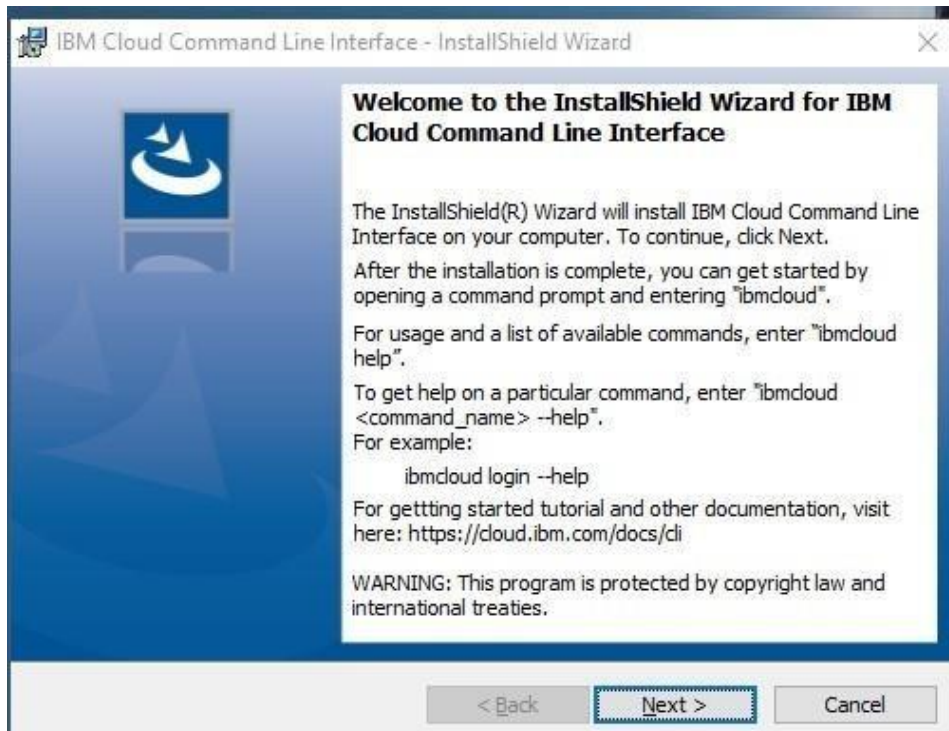 IBM Cloud Command Line Interface - InstallShield Wizard
Welcome to the InstallShield Wizard for IBM
Cloud Command Line Interface
The InstallShield(R) Wizard will install IBM Cloud Command Line
Interface on your computer. To continue, click Next.
After the installation is complete, you can get started by
opening a command prompt and entering "ibmcloud".
For usage and a list of available commands, enter "ibmcloud
help".
To get help on a particular command, enter "ibmcloud
<command_name> --help".
For example:
ibmcloud login --help
For gettting started tutorial and other documentation, visit
here: https://cloud.ibm.com/docs/cli
WARNING: This program is protected by copyright law and
international treaties.
< Back Next > Cancel